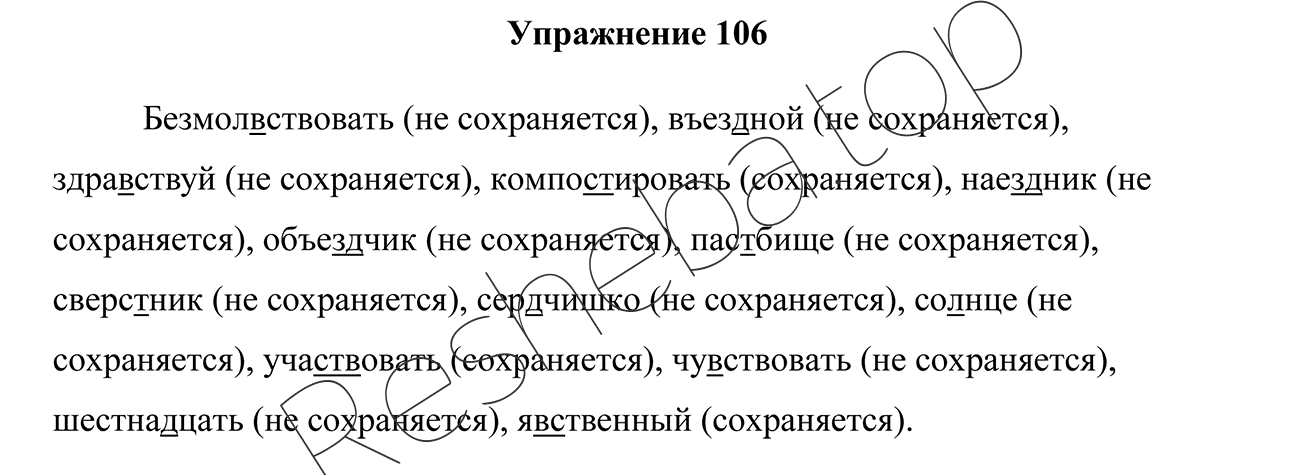 Упражнение 106
Безмолвствовать (не сохраняется), въездной (не сохраняется),
здравствуй (не сохраняется), компостировать (сохраняется), наездник (не
сохраняется), объездчик (не сохраняется), пастбище (не сохраняется),
сверстник (не сохраняется), сердчишко (не сохраняется), солнце (не
сохраняется), участвовать (сохраняется), чувствовать (не сохраняется),
шестнадцать (не сохраняется), явственный (сохраняется).
Reshebatop